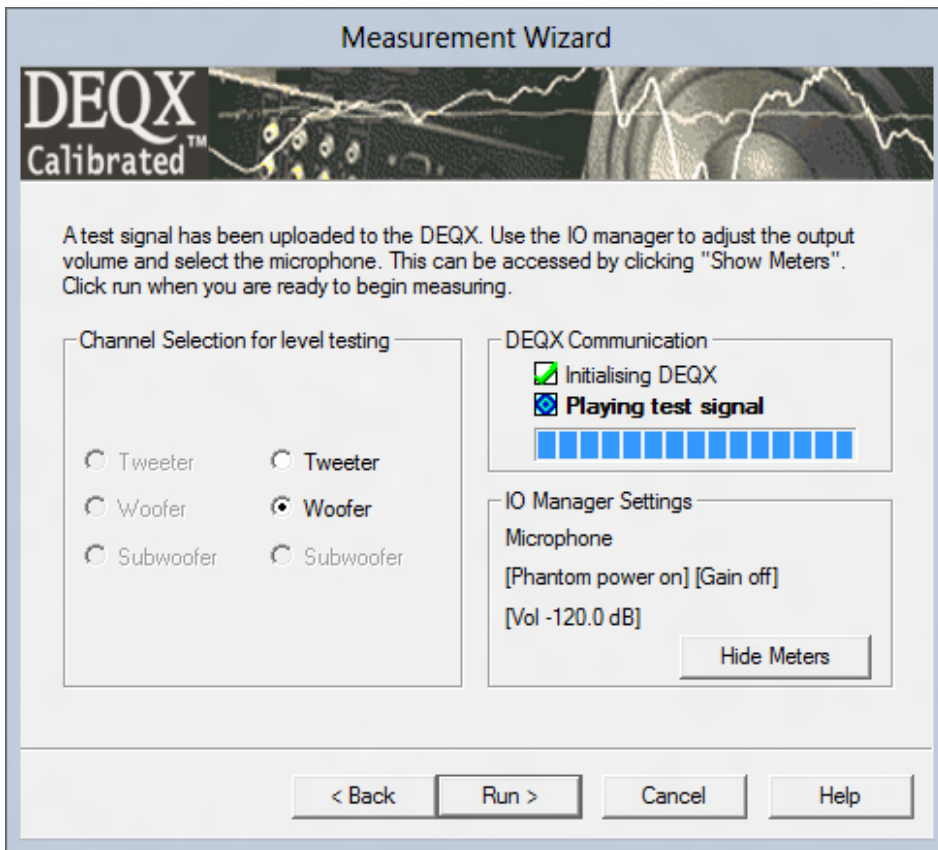 Measurement Wizard
DEQX
Calibrated™
A test signal has been uploaded to the DEQX. Use the IO manager to adjust the output
volume and select the microphone. This can be accessed by clicking "Show Meters".
Click run when you are ready to begin measuring.
Channel Selection for level testing
Tweeter Tweeter
Woofer Woofer
Subwoofer Subwoofer
DEQX Communication
Initialising DEQX
Playing test signal
IO Manager Settings
Microphone
[Phantom power on] [Gain off]
[Vol -120.0 dB]
Hide Meters
< Back Run > Cancel Help